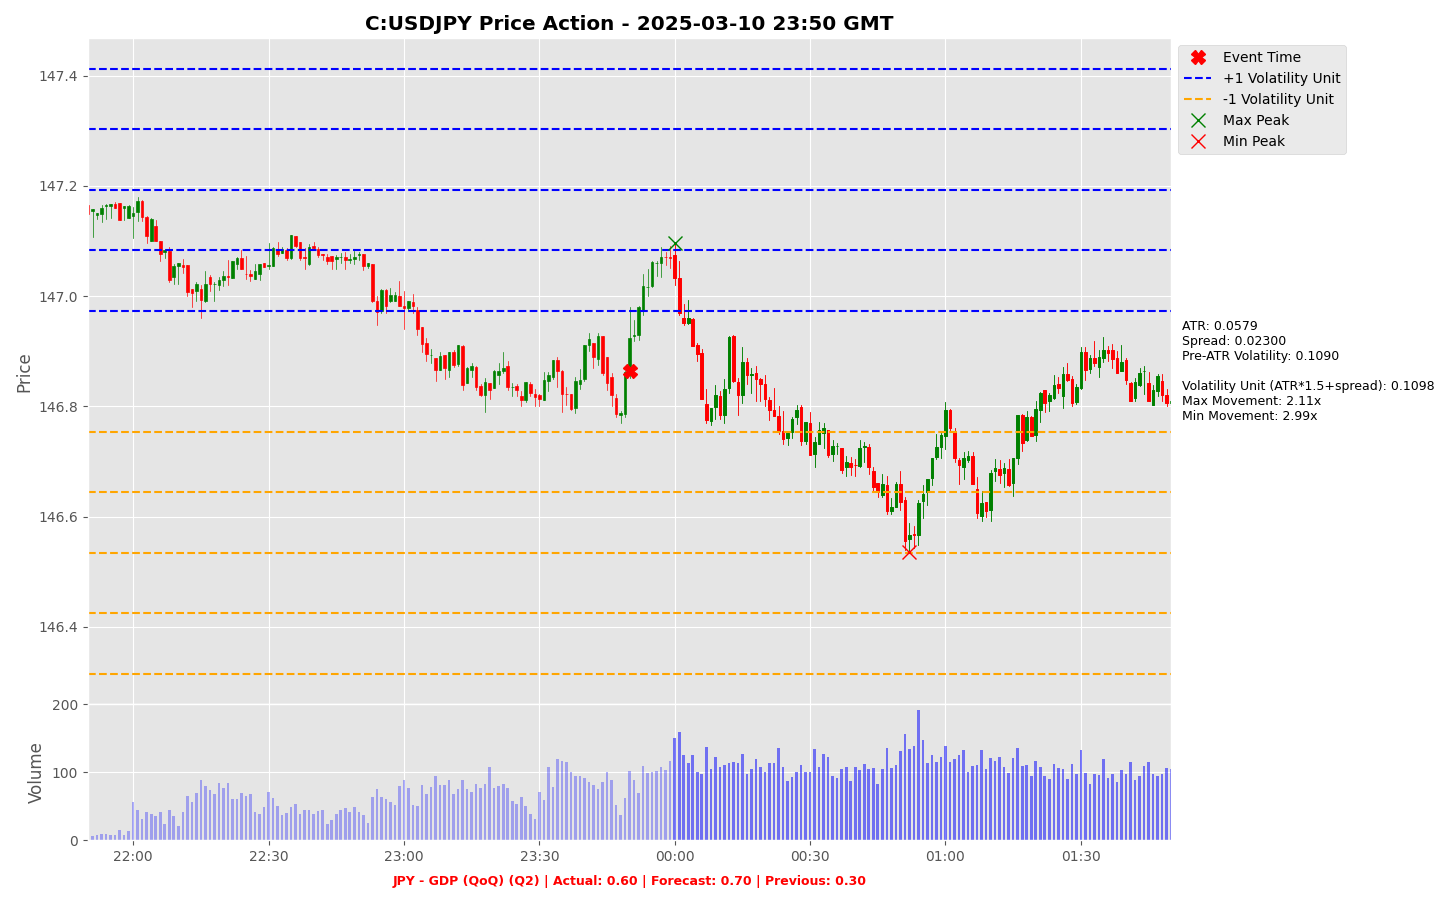 C:USDJPY Price Action - 2025-03-10 23:50 GMT
Event Time
+1 Volatility Unit
-1 Volatility Unit
Max Peak
Min Peak
147.4
147.2
147.0
146.8
146.6
146.4
Price
ATR: 0.0579
Spread: 0.02300
Pre-ATR Volatility: 0.1090
Volatility Unit (ATR*1.5+spread): 0.1098
Max Movement: 2.11x
Min Movement: 2.99x
200
100
0
Volume
22:00
22:30
23:00
23:30
00:00
00:30
01:00
01:30
JPY - GDP (QoQ) (Q2) | Actual: 0.60 | Forecast: 0.70 | Previous: 0.30